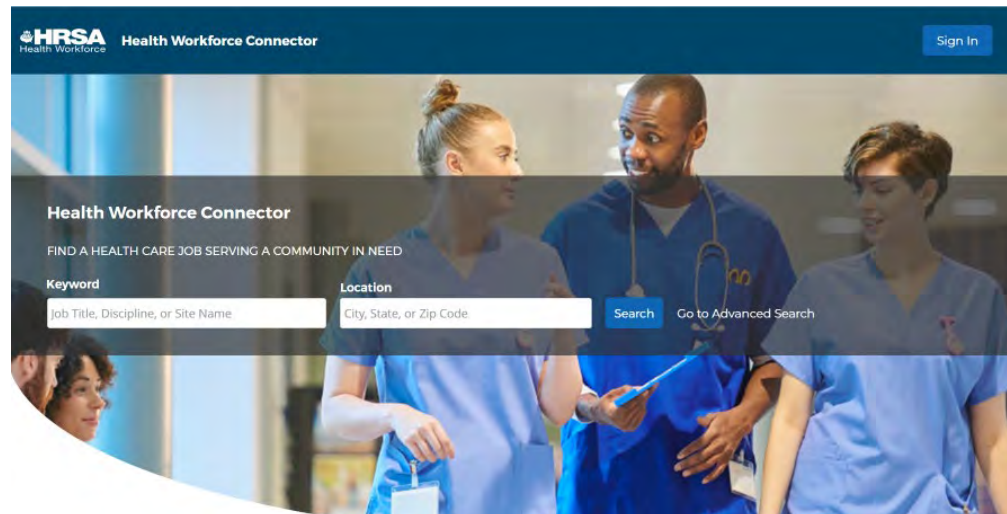 HRSA
Health Workforce
Health Workforce Connector
Sign In
Health Workforce Connector
FIND A HEALTH CARE JOB SERVING A COMMUNITY IN NEED
Keyword
Location
Job Title, Discipline, or Site Name
City, State, or Zip Code
Search
Go to Advanced Search